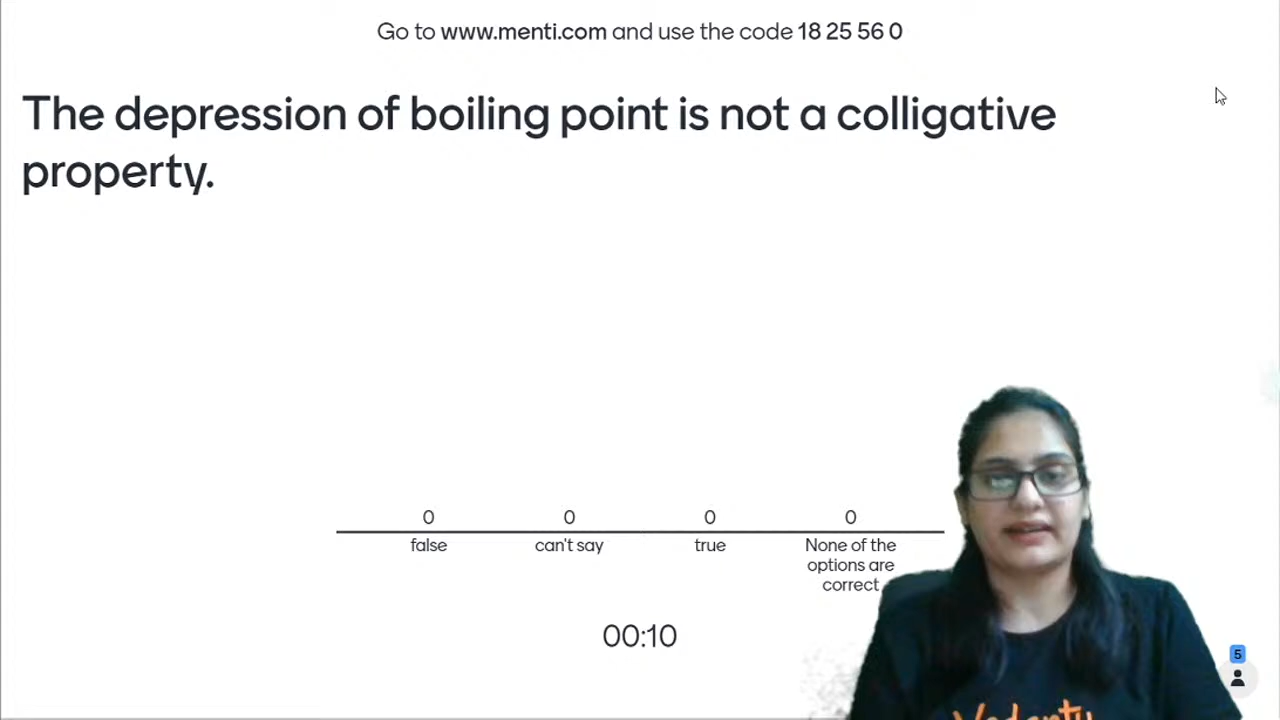 Go to www.menti.com and use the code 18 25 56 0
The depression of boiling point is not a colligative
property.
0 0 0 0
false can't say true None of the
options are
correct
00:10
5
Vedantu